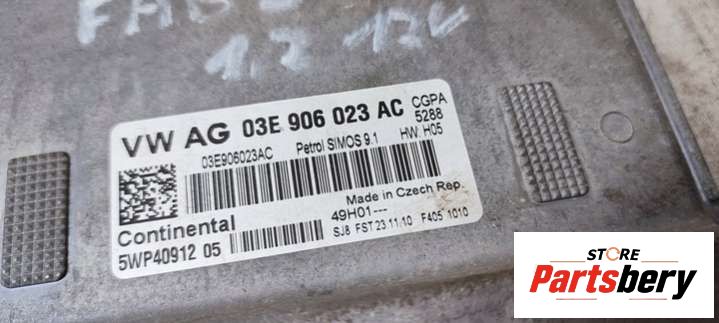 FAB
1.2 12V
VW AG 03E 906 023 AC CGPA
5288
03E906023AC Petrol SIMOS 9.1 HW: H05
Made in Czech Rep.
Continental 49H01---
5WP40912 05 SJ8 FST 23.11.10 F405 1010
STORE
Partsbery